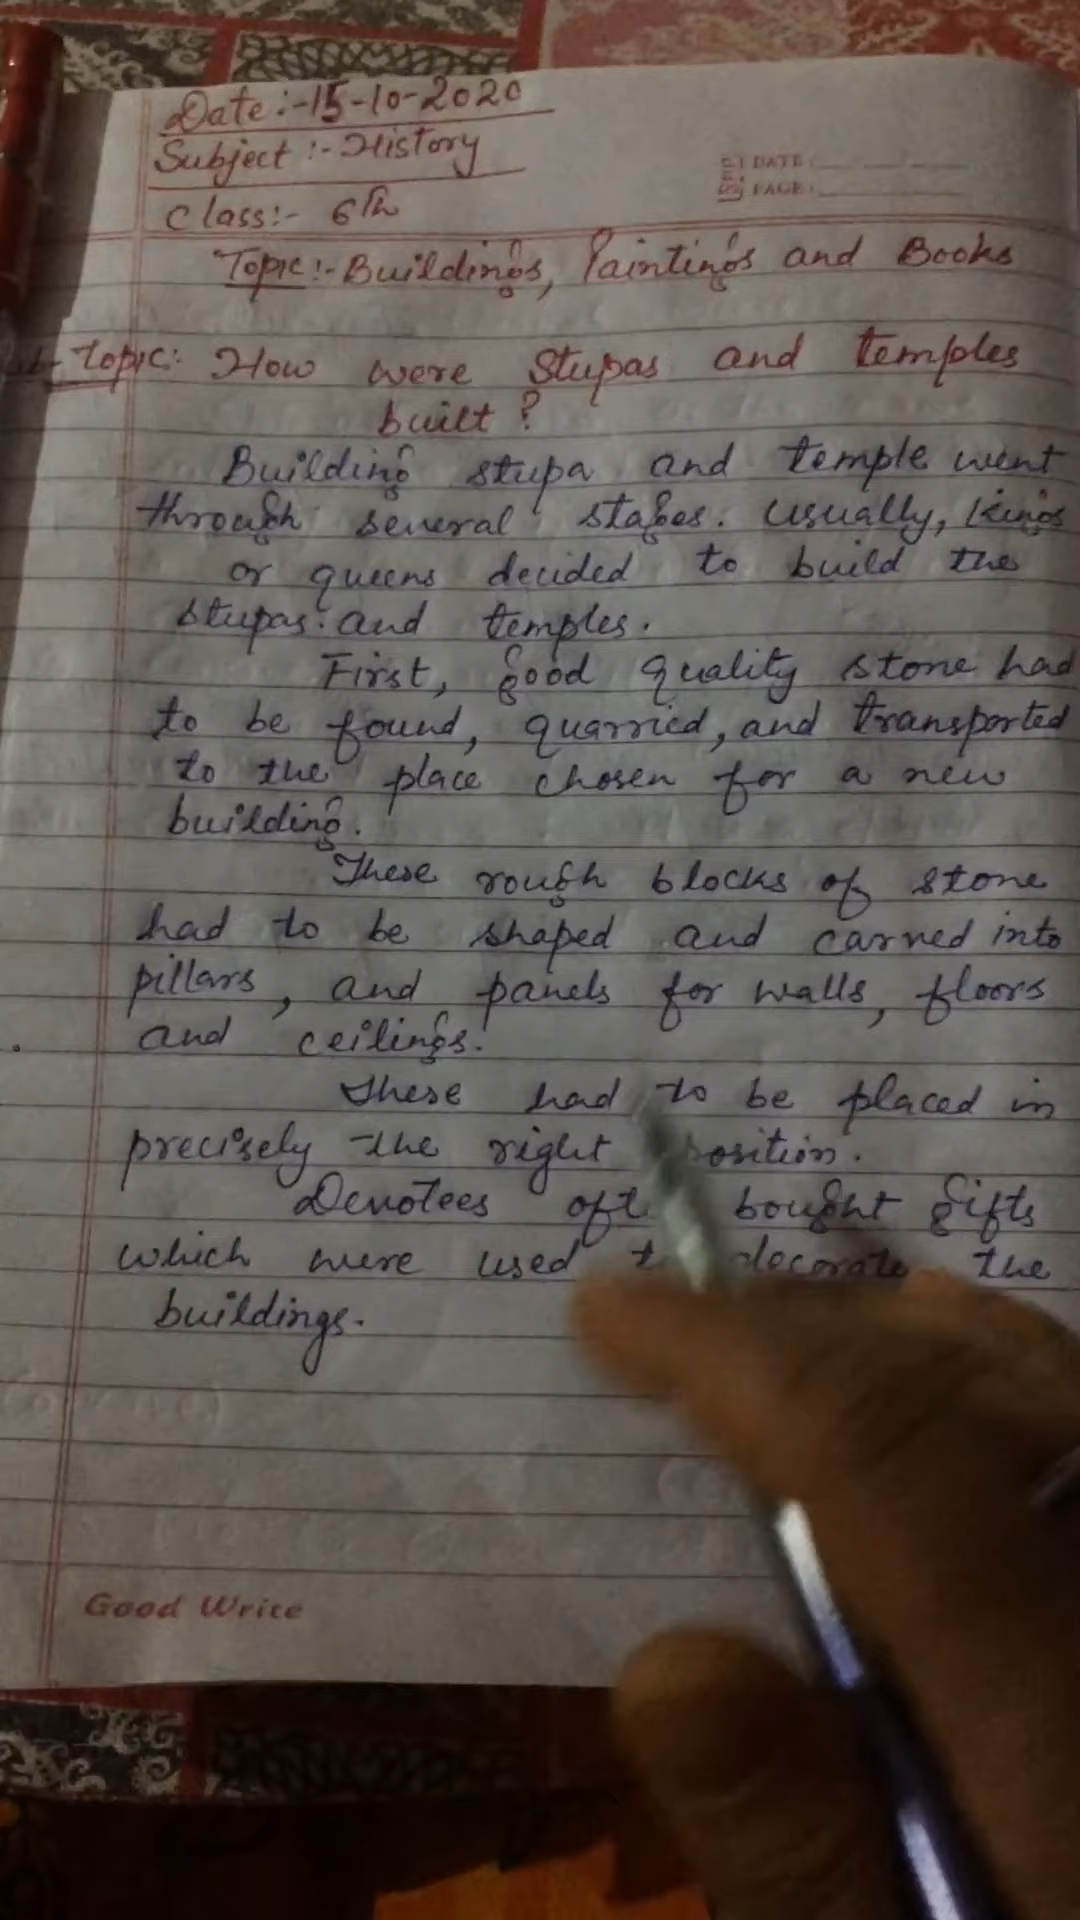 Date:-15-10-2020
Subject:- History
DATE:
PAGE:
Class:- 6th
Topic:- Buildings, Paintings and Books
topic: How were Stupas and temples
built?
Building stupa and temple went
through several stages. Usually, kings
or queens decided to build the
stupas and temples.
First, good quality stone had
to be found, quarried, and transported
to the place chosen for a new
building.
These rough blocks of stone
had to be shaped and carved into
pillars, and panels for walls, floors
and ceilings.
These had to be placed in
precisely the right position.
Devotees bought gifts
which were used decorate the
buildings.
Good Write